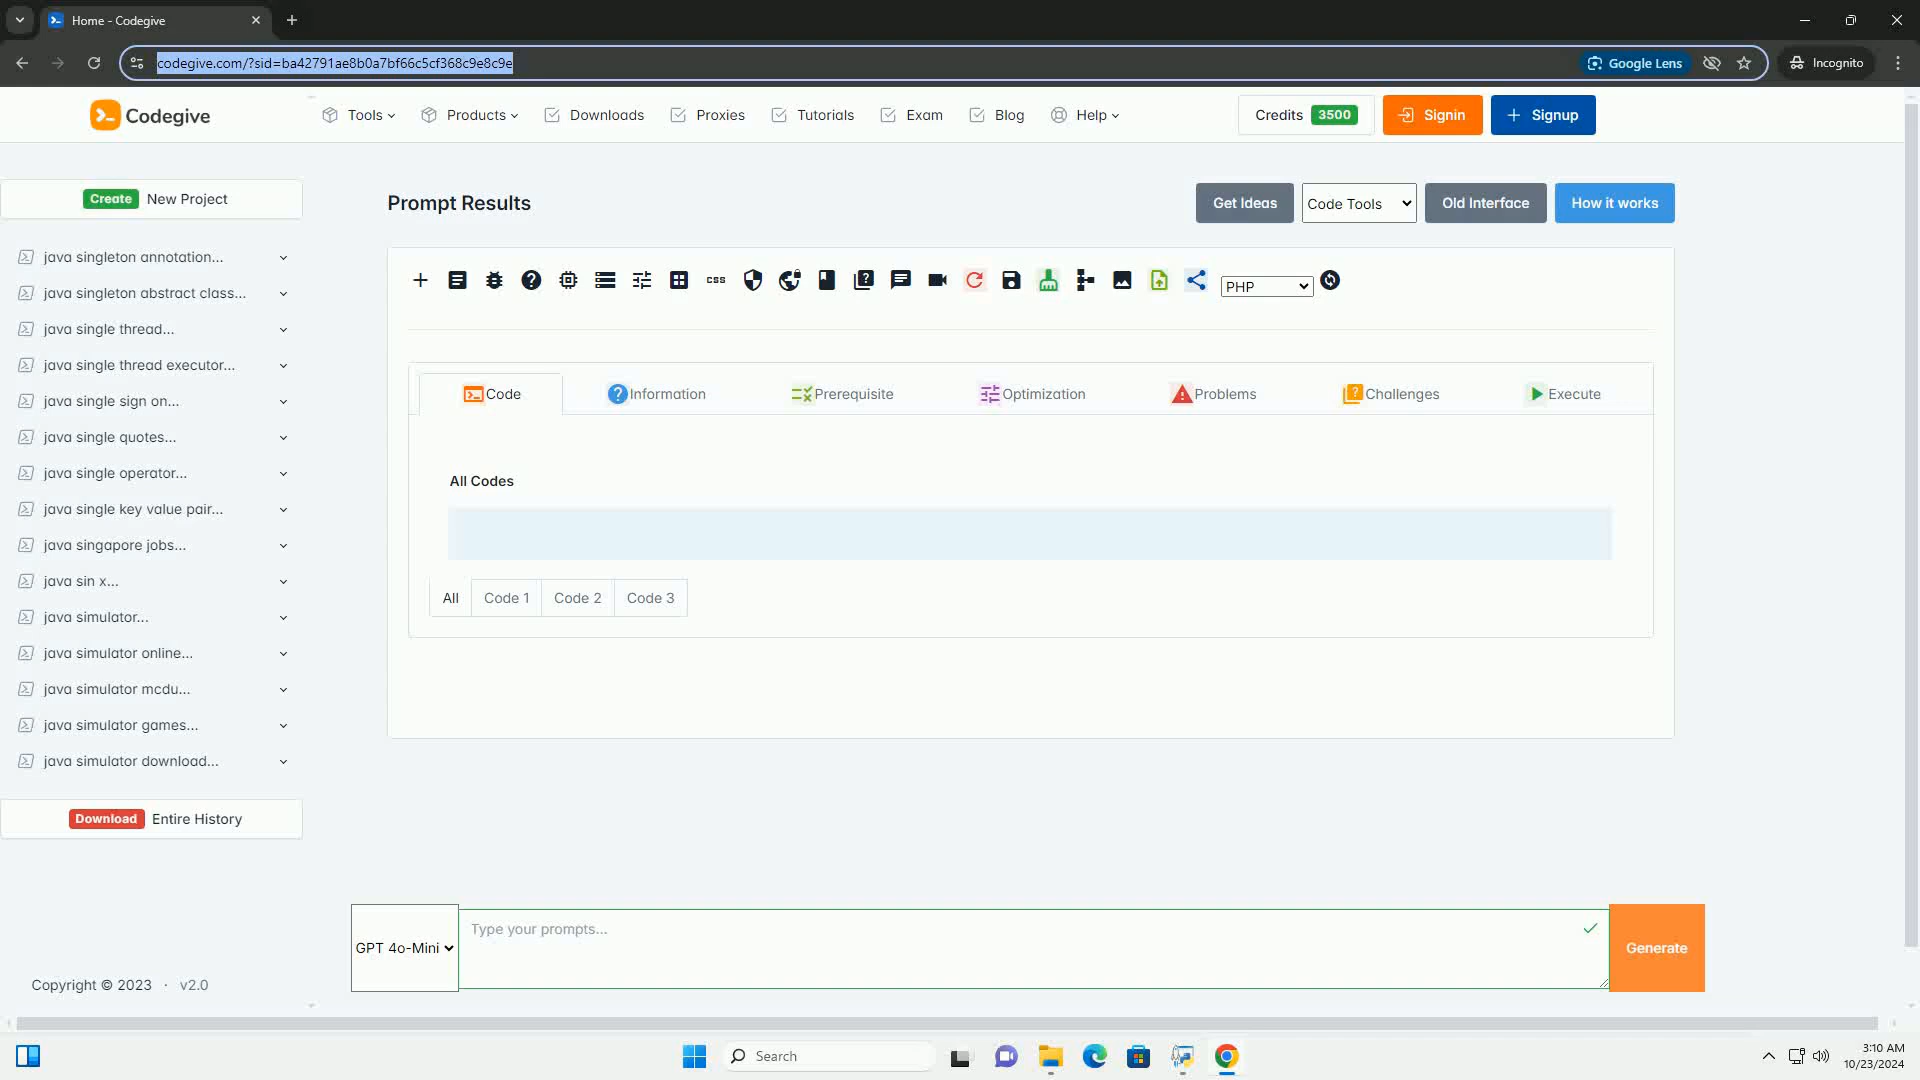 Home - Codegive
codegive.com/?sid=ba42791ae8b0a7bf66c5cf368c9e8c9e
Google Lens
Incognito
Codegive
Tools
Products
Downloads
Proxies
Tutorials
Exam
Blog
Help
Credits 3500
Signin
Signup
Create New Project
java singleton annotation...
java singleton abstract class...
java single thread...
java single thread executor...
java single sign on...
java single quotes...
java single operator...
java single key value pair...
java singapore jobs...
java sin x...
java simulator...
java simulator online...
java simulator mcdu...
java simulator games...
java simulator download...
Download Entire History
Copyright © 2023 · v2.0
Prompt Results
Get Ideas
Code Tools
Old Interface
How it works
css
PHP
Code
Information
Prerequisite
Optimization
Problems
Challenges
Execute
All Codes
All
Code 1
Code 2
Code 3
GPT 4o-Mini
Type your prompts...
Generate
Search
3:10 AM
10/23/2024